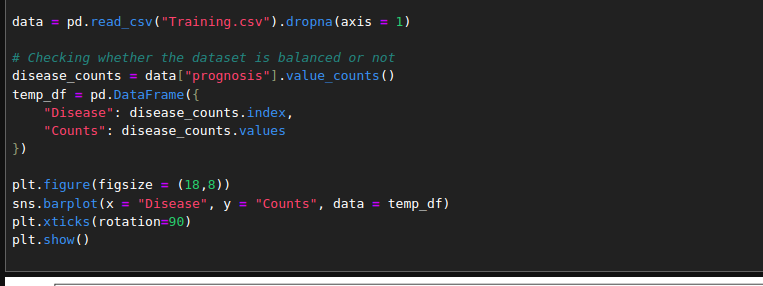 data = pd.read_csv("Training.csv").dropna(axis = 1)
# Checking whether the dataset is balanced or not
disease_counts = data["prognosis"].value_counts()
temp_df = pd.DataFrame({
    "Disease": disease_counts.index,
    "Counts": disease_counts.values
})
plt.figure(figsize = (18,8))
sns.barplot(x = "Disease", y = "Counts", data = temp_df)
plt.xticks(rotation=90)
plt.show()